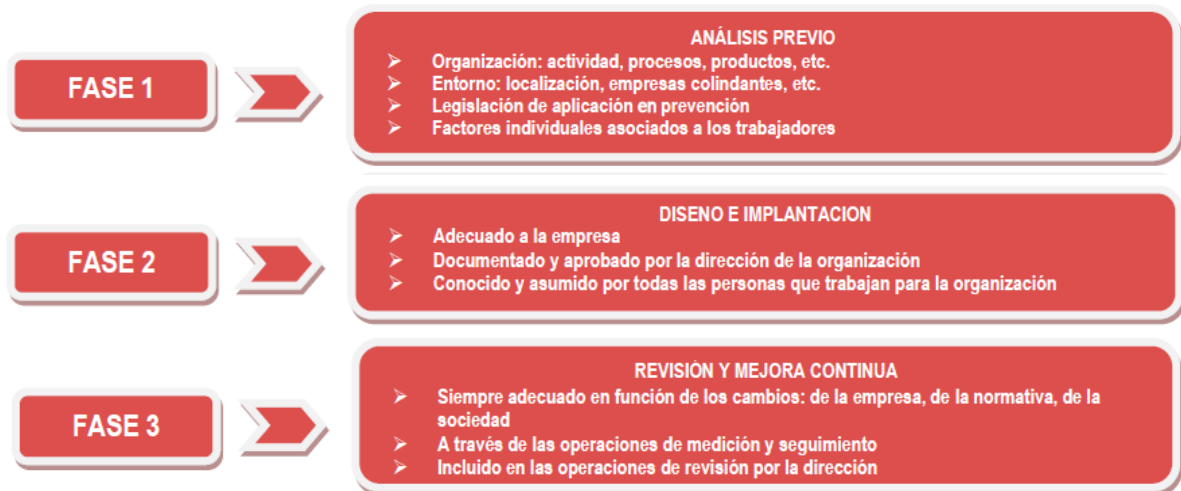 FASE 1
ANÁLISIS PREVIO
➤ Organización: actividad, procesos, productos, etc.
➤ Entorno: localización, empresas colindantes, etc.
➤ Legislación de aplicación en prevención
➤ Factores individuales asociados a los trabajadores
FASE 2
DISENO E IMPLANTACION
➤ Adecuado a la empresa
➤ Documentado y aprobado por la dirección de la organización
➤ Conocido y asumido por todas las personas que trabajan para la organización
FASE 3
REVISIÓN Y MEJORA CONTINUA
➤ Siempre adecuado en función de los cambios: de la empresa, de la normativa, de la
sociedad
➤ A través de las operaciones de medición y seguimiento
➤ Incluido en las operaciones de revisión por la dirección